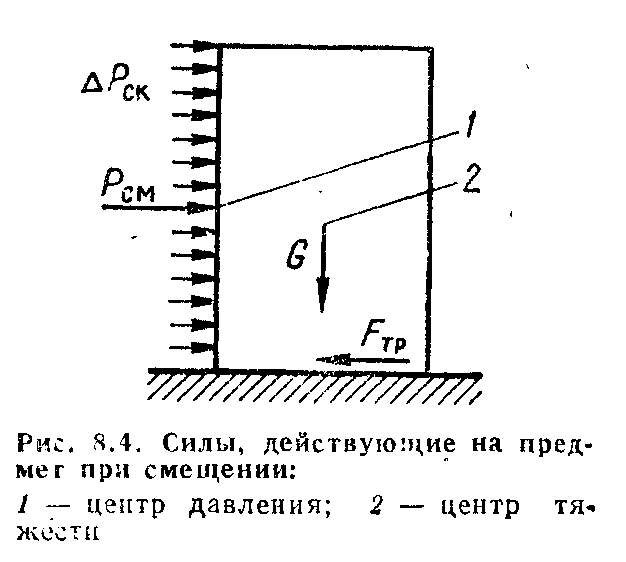 ΔPск
1
Pсм
2
G
Fтр
Рис. 8.4. Силы, действующие на пред-
мет при смещении:
1 — центр давления; 2 — центр тя-
жести